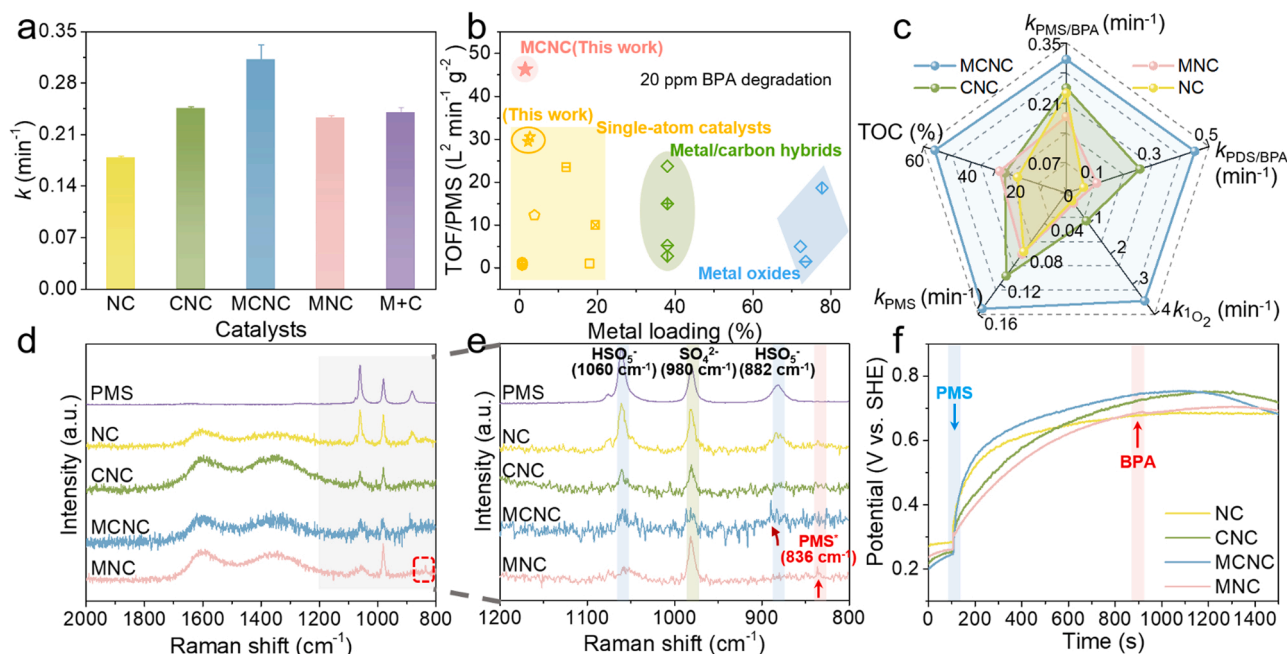 a
0.35
0.28
0.21
0.14
0.07
0
k (min⁻¹)
NC
CNC
MCNC
MNC
M+C
Catalysts
b
MCNC(This work)
20 ppm BPA degradation
(This work)
Single-atom catalysts
Metal/carbon hybrids
Metal oxides
50
40
30
20
10
0
TOF/PMS (L² min⁻¹ g⁻²)
0
20
40
60
80
Metal loading (%)
c
k_PMS/BPA (min⁻¹)
0.35
0.21
0.07
0
MCNC
CNC
MNC
NC
TOC (%)
60
40
20
0.5
0.3
0.1
k_PDS/BPA
(min⁻¹)
1
2
3
4
k_¹O₂ (min⁻¹)
0.04
0.08
0.12
0.16
k_PMS (min⁻¹)
d
PMS
NC
CNC
MCNC
MNC
Intensity (a.u.)
2000
1800
1600
1400
1200
1000
800
Raman shift (cm⁻¹)
e
HSO₅⁻
(1060 cm⁻¹)
SO₄²⁻
(980 cm⁻¹)
HSO₅⁻
(882 cm⁻¹)
NC
CNC
MCNC
MNC
PMS*
(836 cm⁻¹)
Intensity (a.u.)
1200
1100
1000
900
800
Raman shift (cm⁻¹)
f
PMS
BPA
0.8
0.6
0.4
0.2
Potential (V vs. SHE)
NC
CNC
MCNC
MNC
0
200
400
600
800
1000
1200
1400
Time (s)